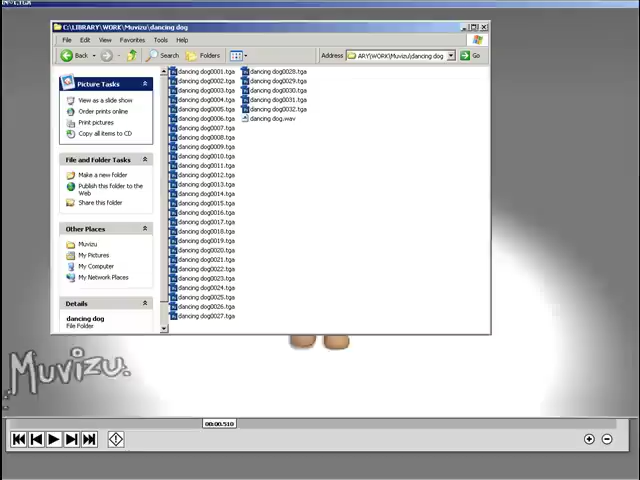 C:\LIBRARY\WORK\Muvizu\dancing dog
File Edit View Favorites Tools Help
Back Search Folders Address ARY\WORK\Muvizu\dancing dog Go
Picture Tasks
View as a slide show
Order prints online
Print pictures
Copy all items to CD
File and Folder Tasks
Make a new folder
Publish this folder to the
Web
Share this folder
Other Places
Muvizu
My Pictures
My Computer
My Network Places
Details
dancing dog
File Folder
dancing dog0001.tga
dancing dog0002.tga
dancing dog0003.tga
dancing dog0004.tga
dancing dog0005.tga
dancing dog0006.tga
dancing dog0007.tga
dancing dog0008.tga
dancing dog0009.tga
dancing dog0010.tga
dancing dog0011.tga
dancing dog0012.tga
dancing dog0013.tga
dancing dog0014.tga
dancing dog0015.tga
dancing dog0016.tga
dancing dog0017.tga
dancing dog0018.tga
dancing dog0019.tga
dancing dog0020.tga
dancing dog0021.tga
dancing dog0022.tga
dancing dog0023.tga
dancing dog0024.tga
dancing dog0025.tga
dancing dog0026.tga
dancing dog0027.tga
dancing dog0028.tga
dancing dog0029.tga
dancing dog0030.tga
dancing dog0031.tga
dancing dog0032.tga
dancing dog.wav
Muvizu.
00:00.510